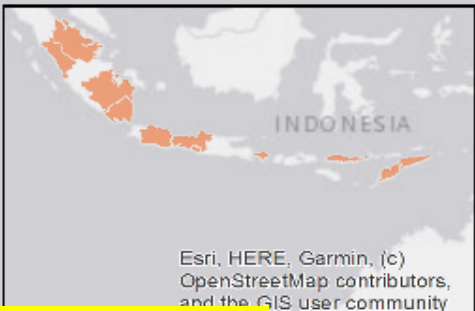 INDONESIA
Esri, HERE, Garmin, (c)
OpenStreetMap contributors,
and the GIS user community